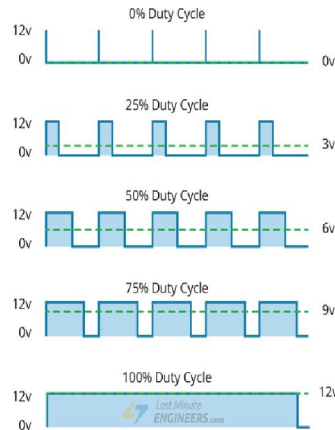 0% Duty Cycle
12v
0v
0v
25% Duty Cycle
12v
0v
3v
50% Duty Cycle
12v
0v
6v
75% Duty Cycle
12v
0v
9v
100% Duty Cycle
12v
0v
12v
Last Minute
ENGINEERS.com